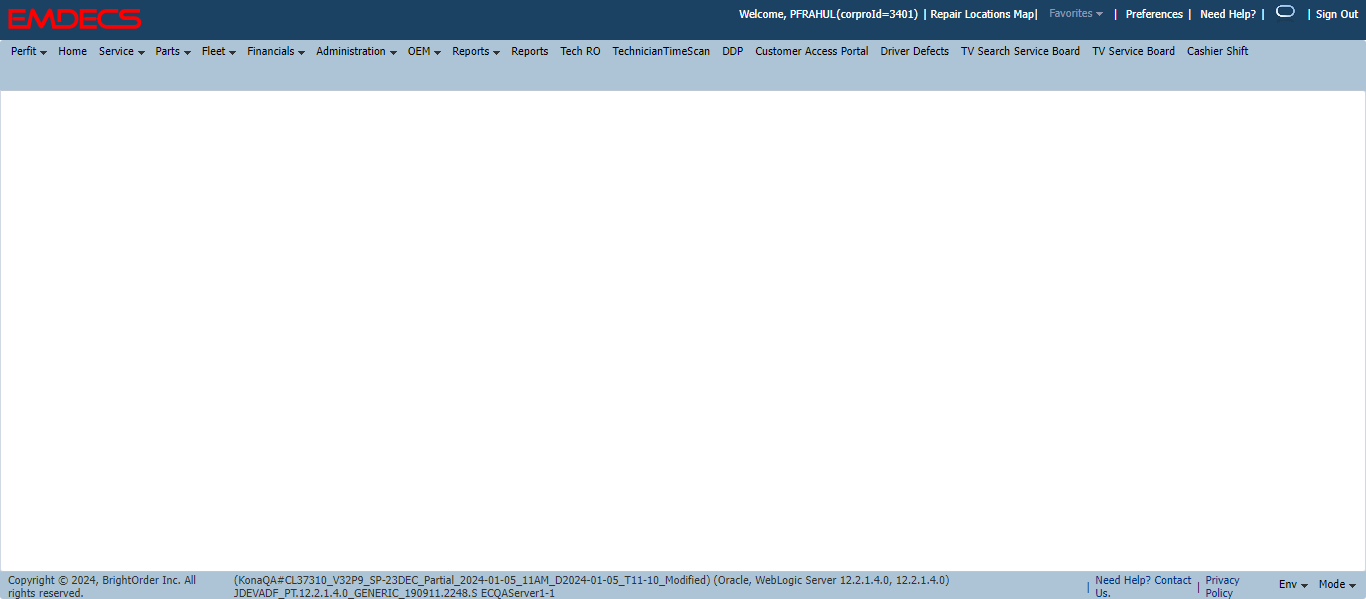 EMDECS
Welcome, PFRAHUL(corproId=3401) | Repair Locations Map| Favorites | Preferences | Need Help? | | Sign Out
Perfit Home Service Parts Fleet Financials Administration OEM Reports Reports Tech RO TechnicianTimeScan DDP Customer Access Portal Driver Defects TV Search Service Board TV Service Board Cashier Shift
Copyright © 2024, BrightOrder Inc. All
rights reserved.
(KonaQA#CL37310_V32P9_SP-23DEC_Partial_2024-01-05_11AM_D2024-01-05_T11-10_Modified) (Oracle, WebLogic Server 12.2.1.4.0, 12.2.1.4.0)
JDEVADF_PT.12.2.1.4.0_GENERIC_190911.2248.S ECQAServer1-1
| Need Help? Contact
Us.
| Privacy
Policy
Env Mode